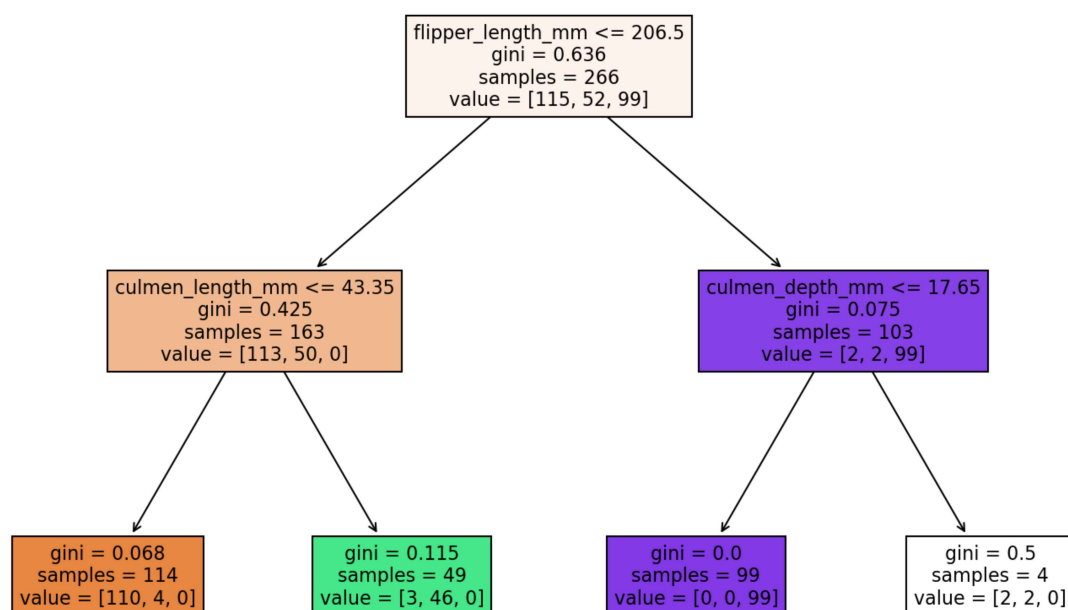 flipper_length_mm <= 206.5
gini = 0.636
samples = 266
value = [115, 52, 99]
culmen_length_mm <= 43.35
gini = 0.425
samples = 163
value = [113, 50, 0]
culmen_depth_mm <= 17.65
gini = 0.075
samples = 103
value = [2, 2, 99]
gini = 0.068
samples = 114
value = [110, 4, 0]
gini = 0.115
samples = 49
value = [3, 46, 0]
gini = 0.0
samples = 99
value = [0, 0, 99]
gini = 0.5
samples = 4
value = [2, 2, 0]